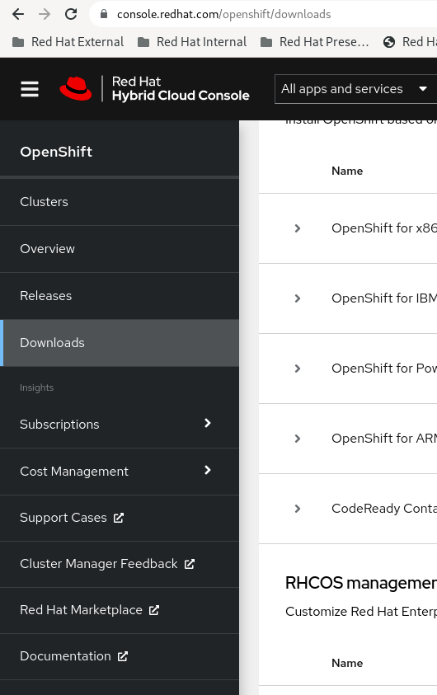 console.redhat.com/openshift/downloads
Red Hat External
Red Hat Internal
Red Hat Prese...
Red Ha
Red Hat
Hybrid Cloud Console
All apps and services
OpenShift
Clusters
Overview
Releases
Downloads
Insights
Subscriptions
Cost Management
Support Cases
Cluster Manager Feedback
Red Hat Marketplace
Documentation
Install OpenShift based o
Name
OpenShift for x86
OpenShift for IBM
OpenShift for Pow
OpenShift for ARM
CodeReady Conta
RHCOS managemen
Customize Red Hat Enterp
Name